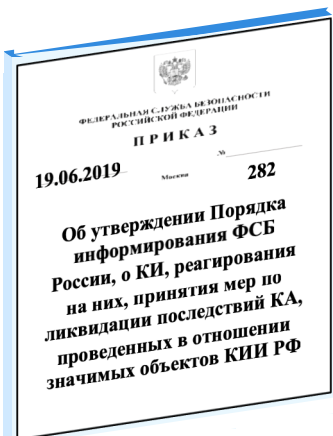 ФЕДЕРАЛЬНАЯ СЛУЖБА БЕЗОПАСНОСТИ
РОССИЙСКОЙ ФЕДЕРАЦИИ
ПРИКАЗ
19.06.2019 Москва № 282
Об утверждении Порядка
информирования ФСБ
России, о КИ, реагирования
на них, принятия мер по
ликвидации последствий КА,
проведенных в отношении
значимых объектов КИИ РФ